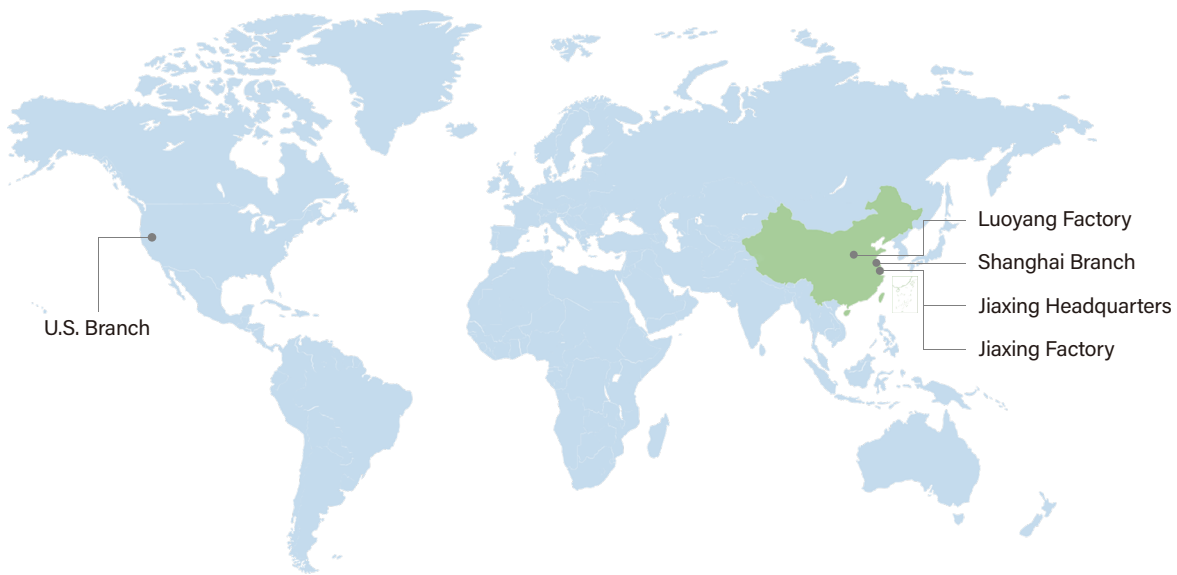 Luoyang Factory
Shanghai Branch
Jiaxing Headquarters
U.S. Branch
Jiaxing Factory